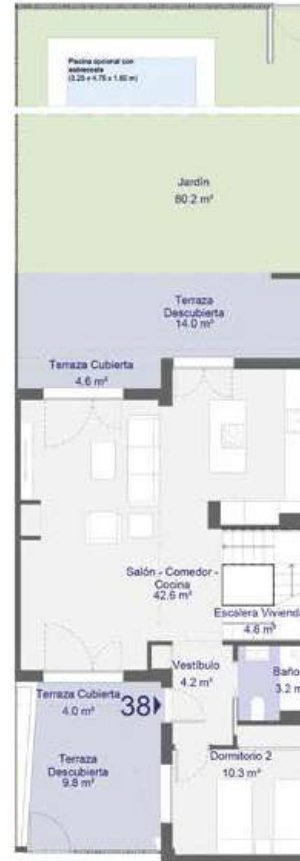 Piscina opcional con
sobrecoste
(3.25 x 4.75 x 1.60 m)
Jardín
80.2 m²
Terraza
Descubierta
14.0 m²
Terraza Cubierta
4.6 m²
Salón - Comedor -
Cocina
42.6 m²
Escalera Vivienda
4.6 m²
Vestíbulo
4.2 m²
Baño
3.2 m
Terraza Cubierta
4.0 m²
38
Terraza
Descubierta
9.8 m²
Dormitorio 2
10.3 m²